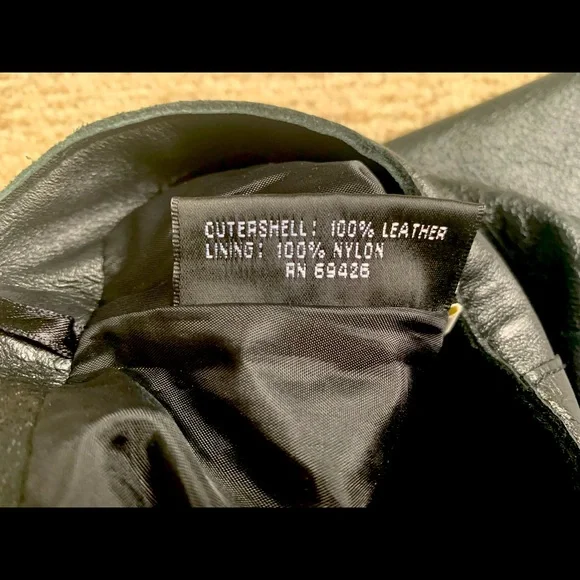 OUTERSHELL: 100% LEATHER
LINING: 100% NYLON
RN 69426